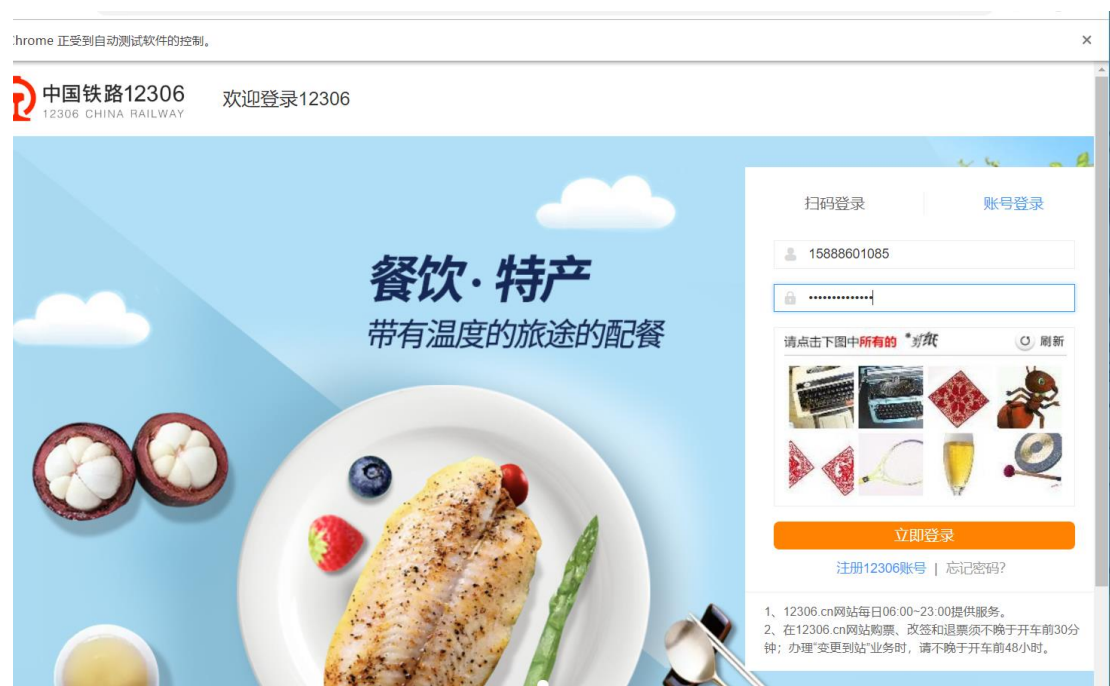 Chrome 正受到自动测试软件的控制。
中国铁路12306
12306 CHINA RAILWAY
欢迎登录12306
餐饮·特产
带有温度的旅途的配餐
扫码登录
账号登录
15888601085
••••••••••••••
请点击下图中所有的 剪纸
刷新
立即登录
注册12306账号 | 忘记密码?
1、12306.cn网站每日06:00~23:00提供服务。
2、在12306.cn网站购票、改签和退票须不晚于开车前30分
钟；办理“变更到站”业务时，请不晚于开车前48小时。